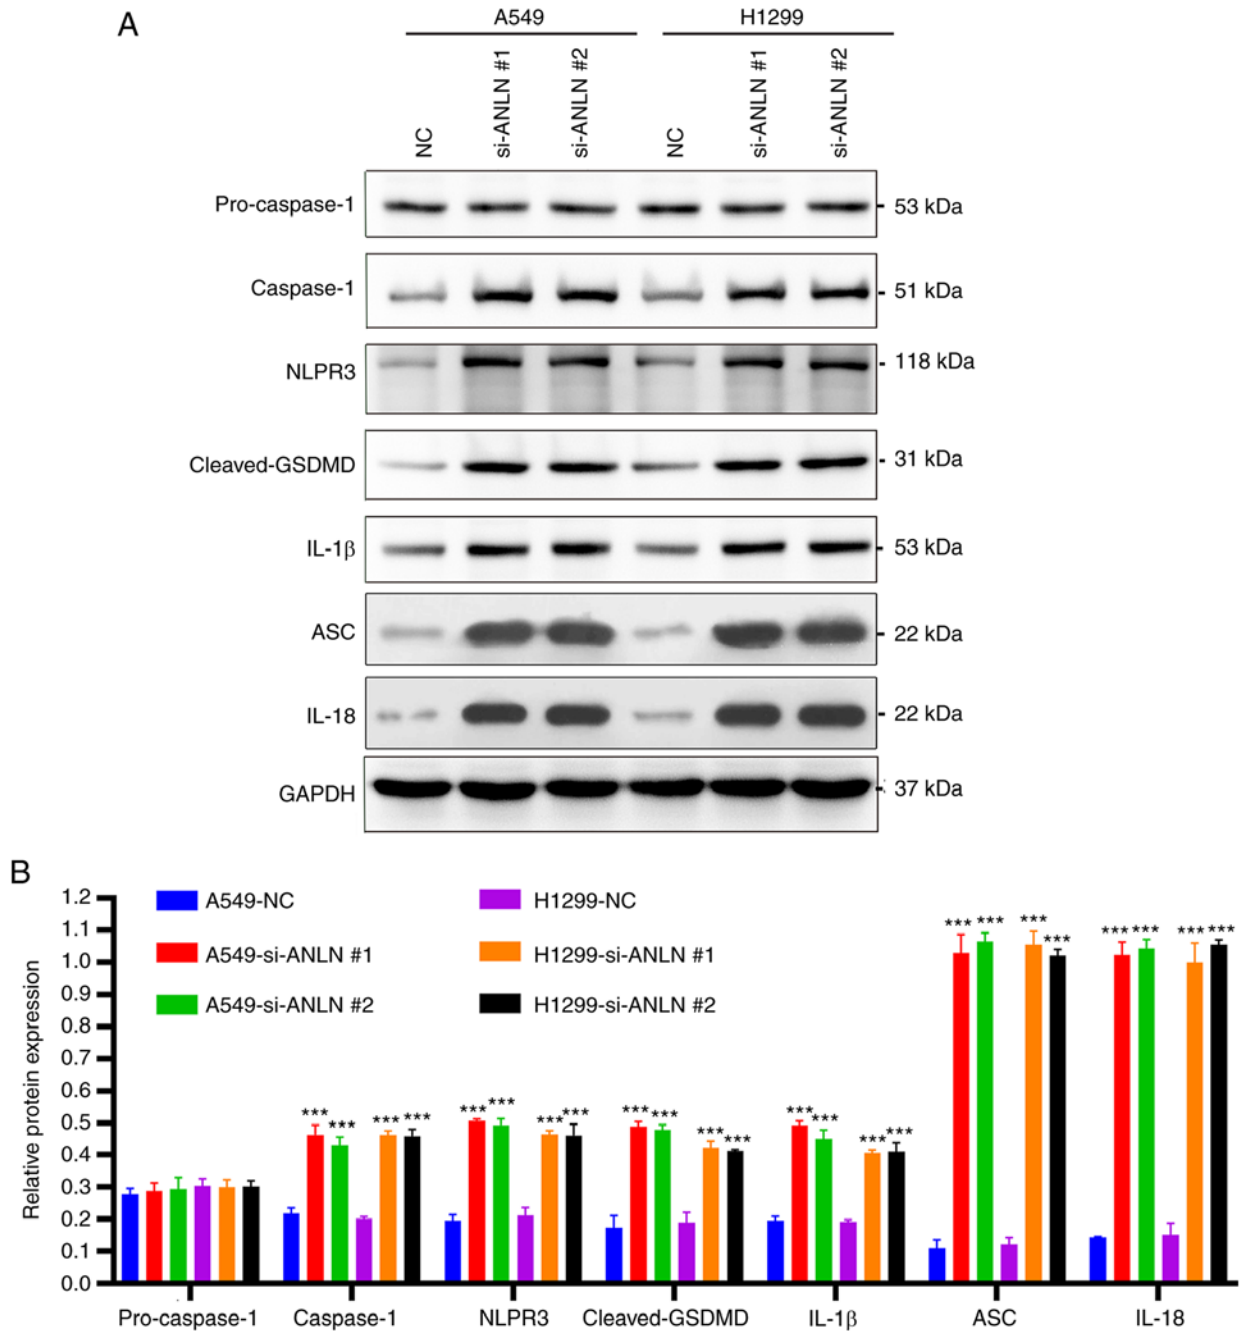 A
A549
H1299
NC
si-ANLN #1
si-ANLN #2
NC
si-ANLN #1
si-ANLN #2
Pro-caspase-1
53 kDa
Caspase-1
51 kDa
NLPR3
118 kDa
Cleaved-GSDMD
31 kDa
IL-1β
53 kDa
ASC
22 kDa
IL-18
22 kDa
GAPDH
37 kDa
B
Relative protein expression
1.2
1.1
1.0
0.9
0.8
0.7
0.6
0.5
0.4
0.3
0.2
0.1
0.0
A549-NC
A549-si-ANLN #1
A549-si-ANLN #2
H1299-NC
H1299-si-ANLN #1
H1299-si-ANLN #2
*** *** *** ***
*** *** *** ***
*** *** *** ***
*** *** *** ***
*** *** *** ***
*** *** *** ***
Pro-caspase-1
Caspase-1
NLPR3
Cleaved-GSDMD
IL-1β
ASC
IL-18